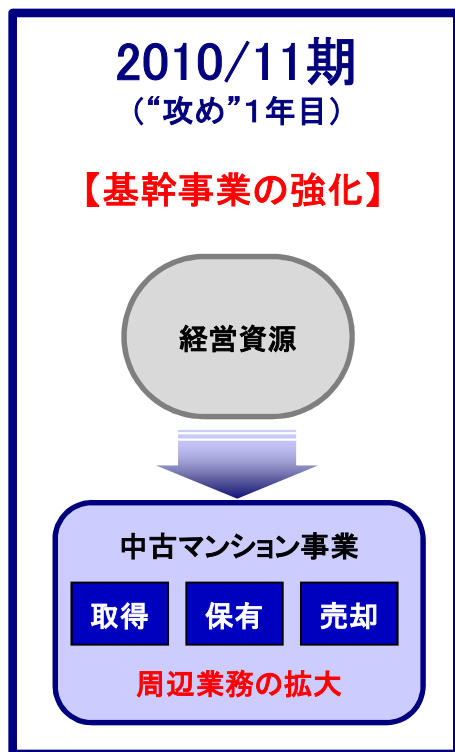 2010/11期
(“攻め”1年目)
【基幹事業の強化】
経営資源
中古マンション事業
取得 保有 売却
周辺業務の拡大